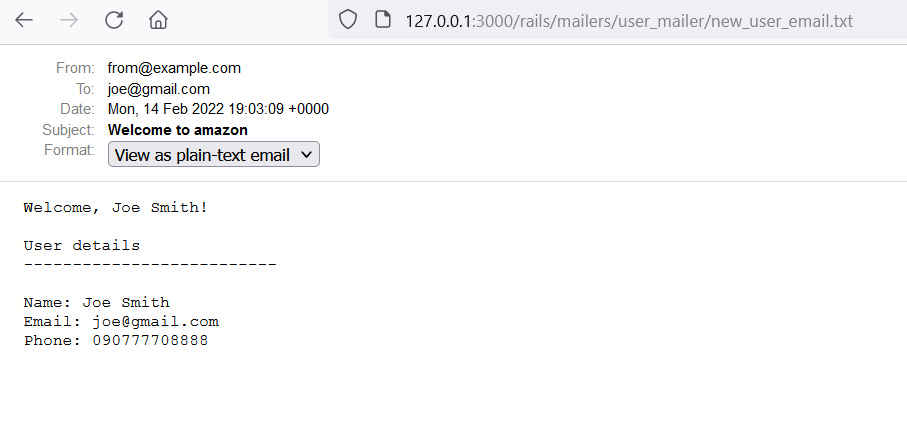 127.0.0.1:3000/rails/mailers/user_mailer/new_user_email.txt
From: from@example.com
To: joe@gmail.com
Date: Mon, 14 Feb 2022 19:03:09 +0000
Subject: Welcome to amazon
Format: View as plain-text email
Welcome, Joe Smith!
User details
--------------------------
Name: Joe Smith
Email: joe@gmail.com
Phone: 090777708888